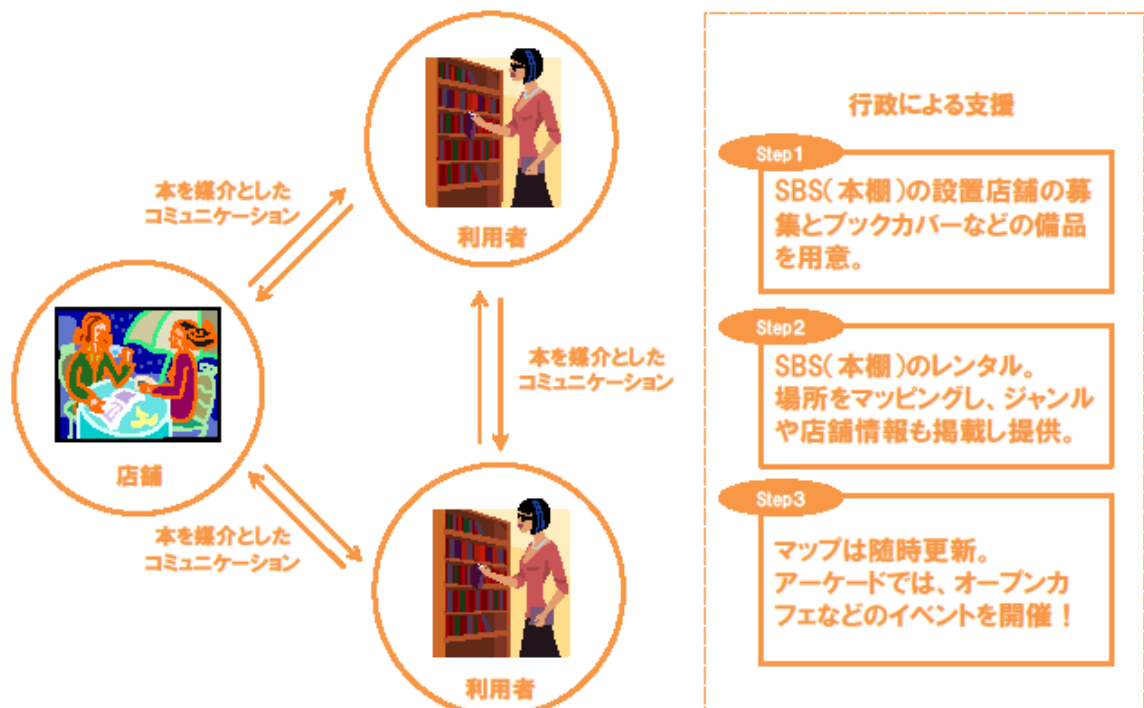 本を媒介とした
コミュニケーション
利用者
店舗
本を媒介とした
コミュニケーション
本を媒介とした
コミュニケーション
利用者
行政による支援
Step1
SBS(本棚)の設置店舗の募
集とブックカバーなどの備品
を用意。
Step2
SBS(本棚)のレンタル。
場所をマッピングし、ジャンル
や店舗情報も掲載し提供。
Step3
マップは随時更新。
アーケードでは、オープンカ
フェなどのイベントを開催！